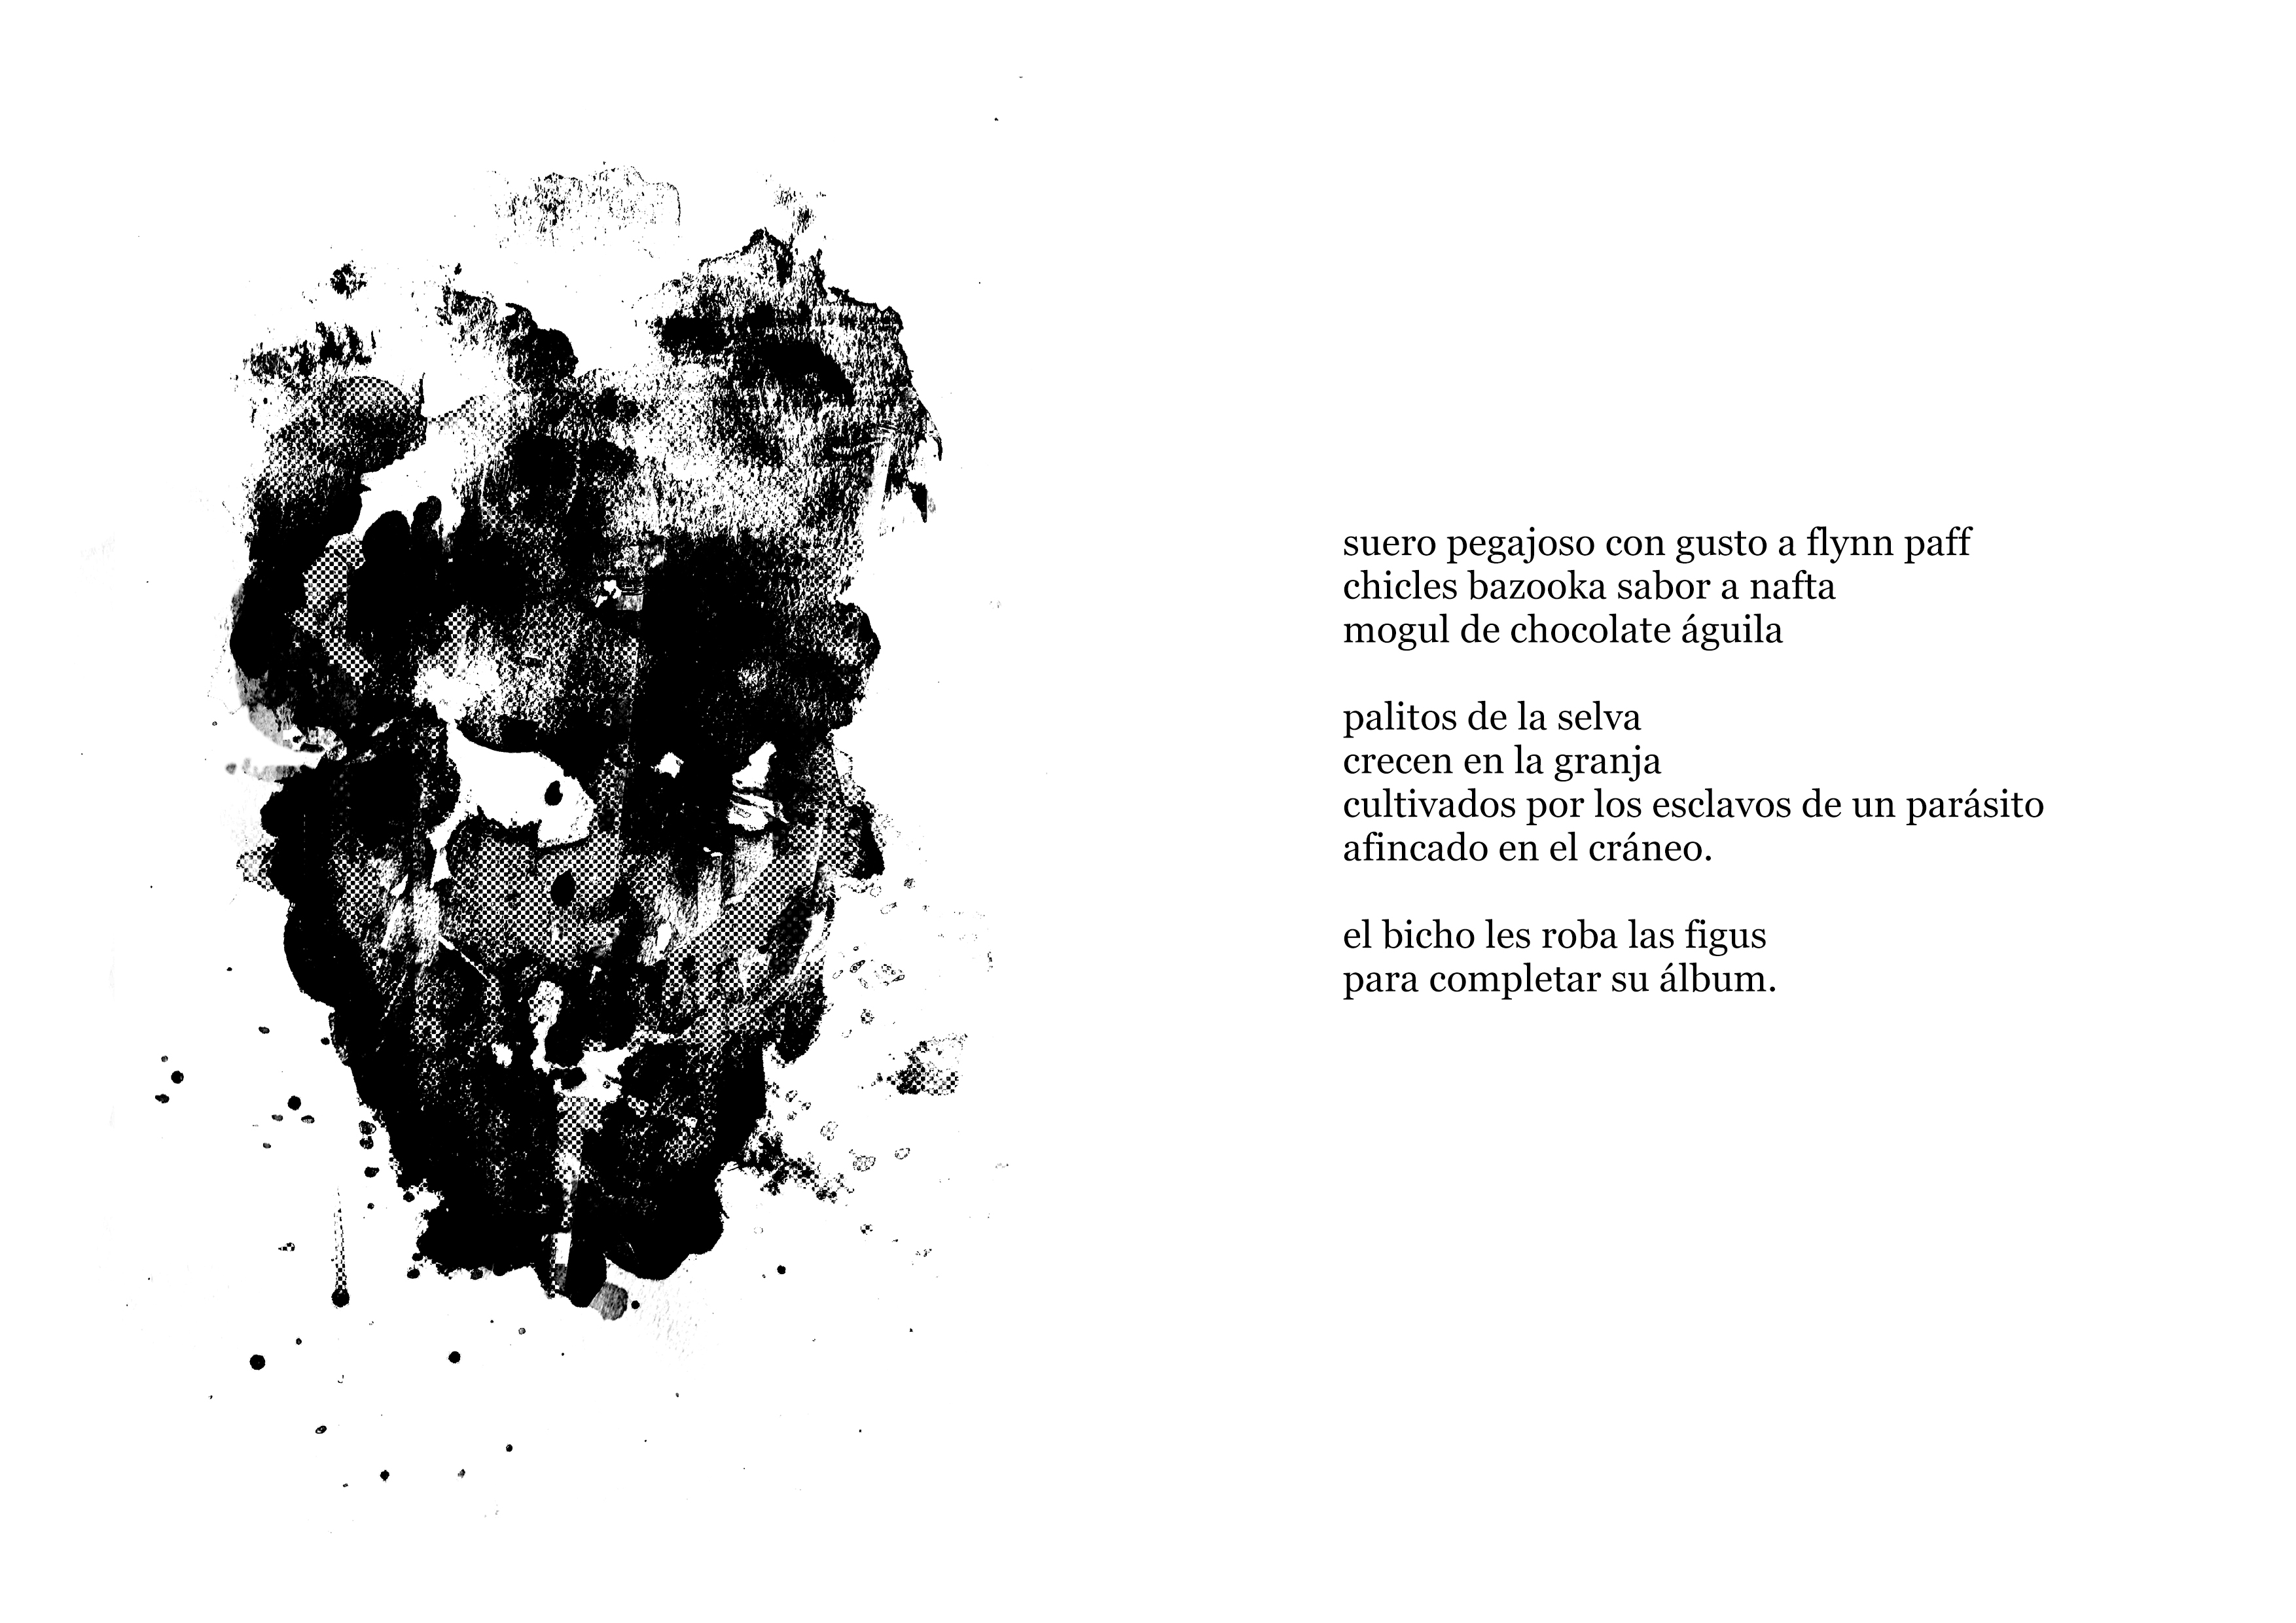 suero pegajoso con gusto a flynn paff
chicles bazooka sabor a nafta
mogul de chocolate águila
palitos de la selva
crecen en la granja
cultivados por los esclavos de un parásito
afincado en el cráneo.
el bicho les roba las figus
para completar su álbum.